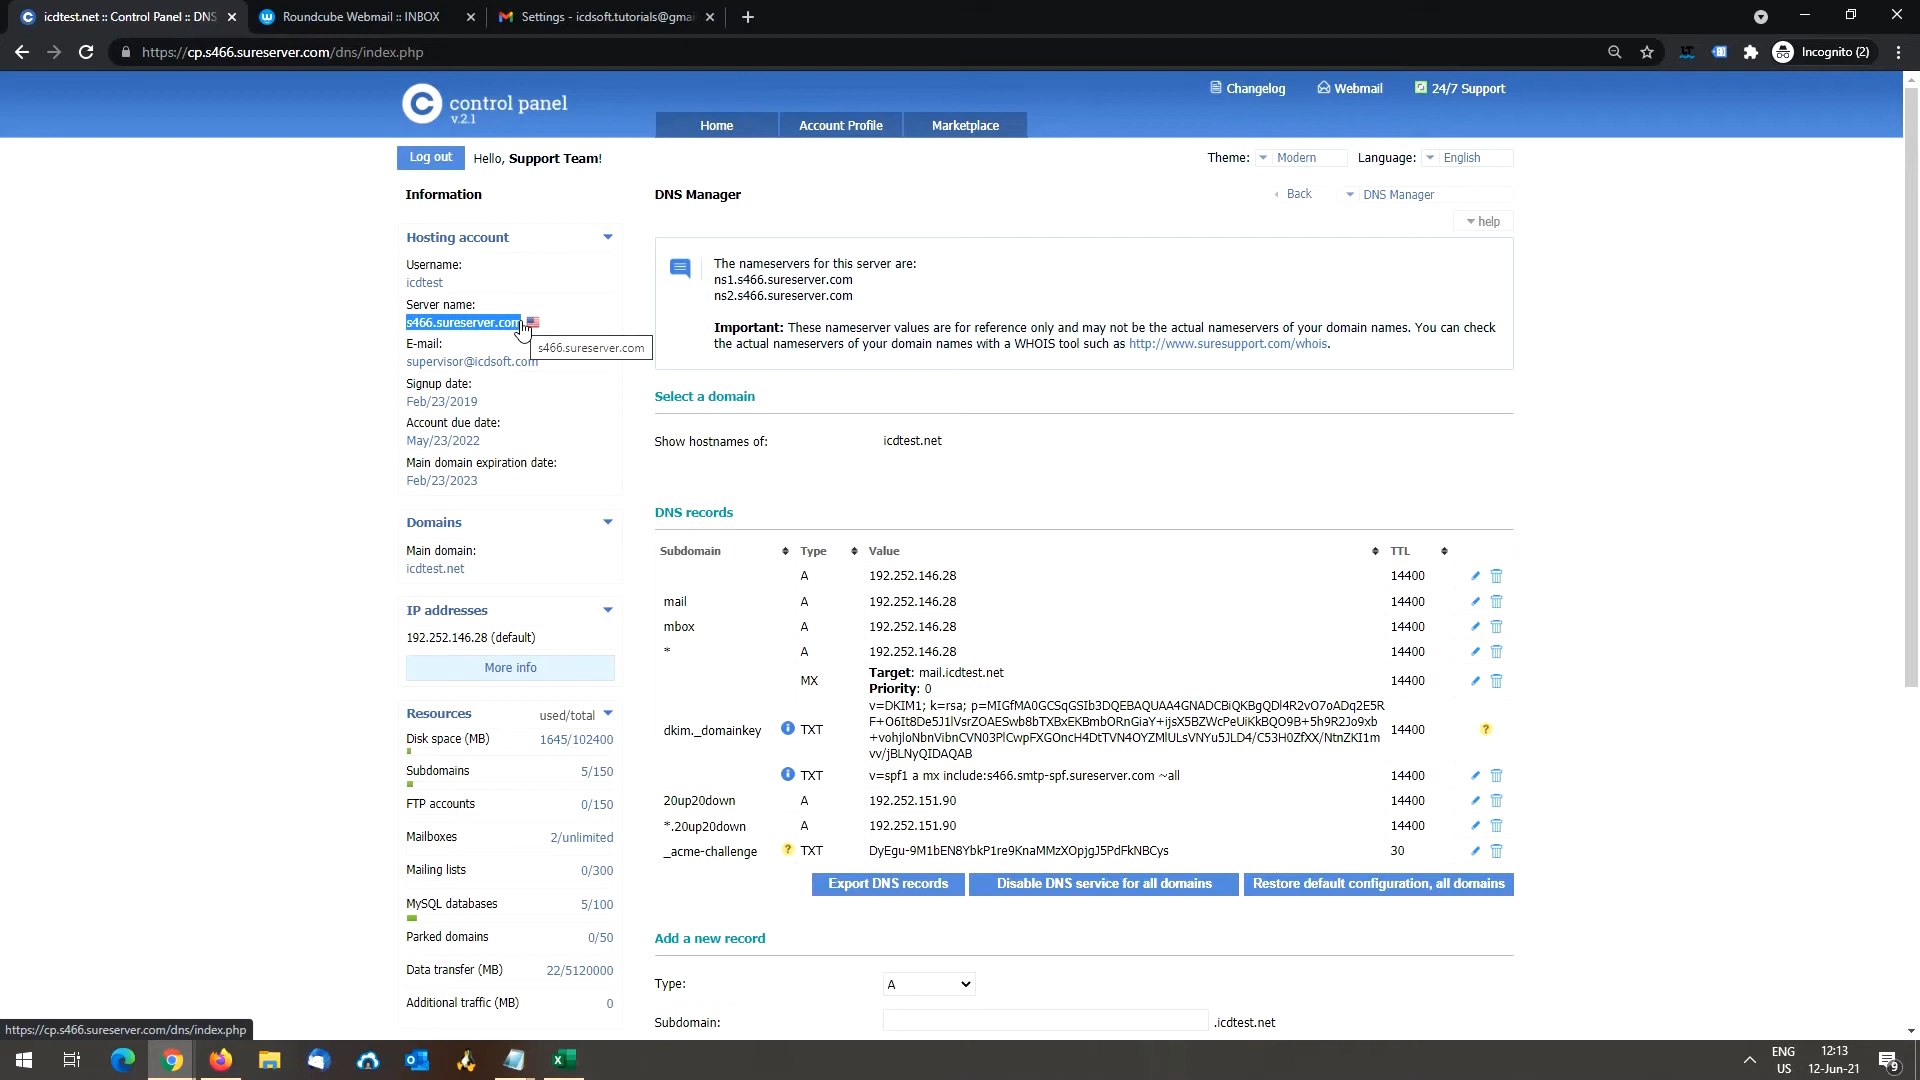 icdtest.net :: Control Panel :: DNS
Roundcube Webmail :: INBOX
Settings - icdsoft.tutorials@gma
https://cp.s466.sureserver.com/dns/index.php
Incognito (2)
control panel
v.2.1
Changelog
Webmail
24/7 Support
Home
Account Profile
Marketplace
Log out
Hello, Support Team!
Theme:
Modern
Language:
English
Information
DNS Manager
Back
DNS Manager
help
Hosting account
Username:
icdtest
Server name:
s466.sureserver.com
s466.sureserver.com
E-mail:
supervisor@icdsoft.com
Signup date:
Feb/23/2019
Account due date:
May/23/2022
Main domain expiration date:
Feb/23/2023
Domains
Main domain:
icdtest.net
IP addresses
192.252.146.28 (default)
More info
Resources used/total
Disk space (MB) 1645/102400
Subdomains 5/150
FTP accounts 0/150
Mailboxes 2/unlimited
Mailing lists 0/300
MySQL databases 5/100
Parked domains 0/50
Data transfer (MB) 22/5120000
Additional traffic (MB) 0
The nameservers for this server are:
ns1.s466.sureserver.com
ns2.s466.sureserver.com
Important: These nameserver values are for reference only and may not be the actual nameservers of your domain names. You can check
the actual nameservers of your domain names with a WHOIS tool such as http://www.suresupport.com/whois.
Select a domain
Show hostnames of: icdtest.net
DNS records
Subdomain Type Value TTL
A 192.252.146.28 14400
mail A 192.252.146.28 14400
mbox A 192.252.146.28 14400
* A 192.252.146.28 14400
Target: mail.icdtest.net
MX 14400
Priority: 0
v=DKIM1; k=rsa; p=MIGfMA0GCSqGSIb3DQEBAQUAA4GNADCBiQKBgQDl4R2vO7oADq2E5R
F+O6It8De5J1lVsrZOAESwb8bTXBxEKBmbORnGiaY+ijsX5BZWcPeUiKkBQO9B+5h9R2Jo9xb
dkim._domainkey TXT 14400
+vohjloNbnVibnCVN03PlCwpFXGOncH4DtTVN4OYZMlULsVNYu5JLD4/C53H0ZfXX/NtnZKI1m
vv/jBLNyQIDAQAB
TXT v=spf1 a mx include:s466.smtp-spf.sureserver.com ~all 14400
20up20down A 192.252.151.90 14400
*.20up20down A 192.252.151.90 14400
_acme-challenge TXT DyEgu-9M1bEN8YbkP1re9KnaMMzXOpjgJ5PdFkNBCys 30
Export DNS records
Disable DNS service for all domains
Restore default configuration, all domains
Add a new record
Type: A
Subdomain: .icdtest.net
https://cp.s466.sureserver.com/dns/index.php
ENG
US
12:13
12-Jun-21
9